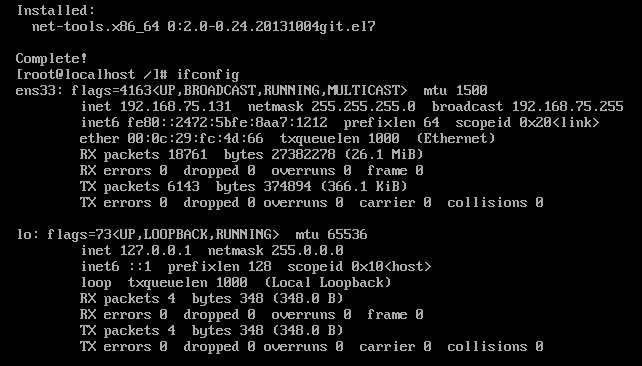 Installed:
  net-tools.x86_64 0:2.0-0.24.20131004git.el7

Complete!
[root@localhost /]# ifconfig
ens33: flags=4163<UP,BROADCAST,RUNNING,MULTICAST>  mtu 1500
        inet 192.168.75.131  netmask 255.255.255.0  broadcast 192.168.75.255
        inet6 fe80::2472:5bfe:8aa7:1212  prefixlen 64  scopeid 0x20<link>
        ether 00:0c:29:fc:4d:66  txqueuelen 1000  (Ethernet)
        RX packets 18761  bytes 27382278 (26.1 MiB)
        RX errors 0  dropped 0  overruns 0  frame 0
        TX packets 6143  bytes 374894 (366.1 KiB)
        TX errors 0  dropped 0 overruns 0  carrier 0  collisions 0

lo: flags=73<UP,LOOPBACK,RUNNING>  mtu 65536
        inet 127.0.0.1  netmask 255.0.0.0
        inet6 ::1  prefixlen 128  scopeid 0x10<host>
        loop  txqueuelen 1000  (Local Loopback)
        RX packets 4  bytes 348 (348.0 B)
        RX errors 0  dropped 0  overruns 0  frame 0
        TX packets 4  bytes 348 (348.0 B)
        TX errors 0  dropped 0 overruns 0  carrier 0  collisions 0